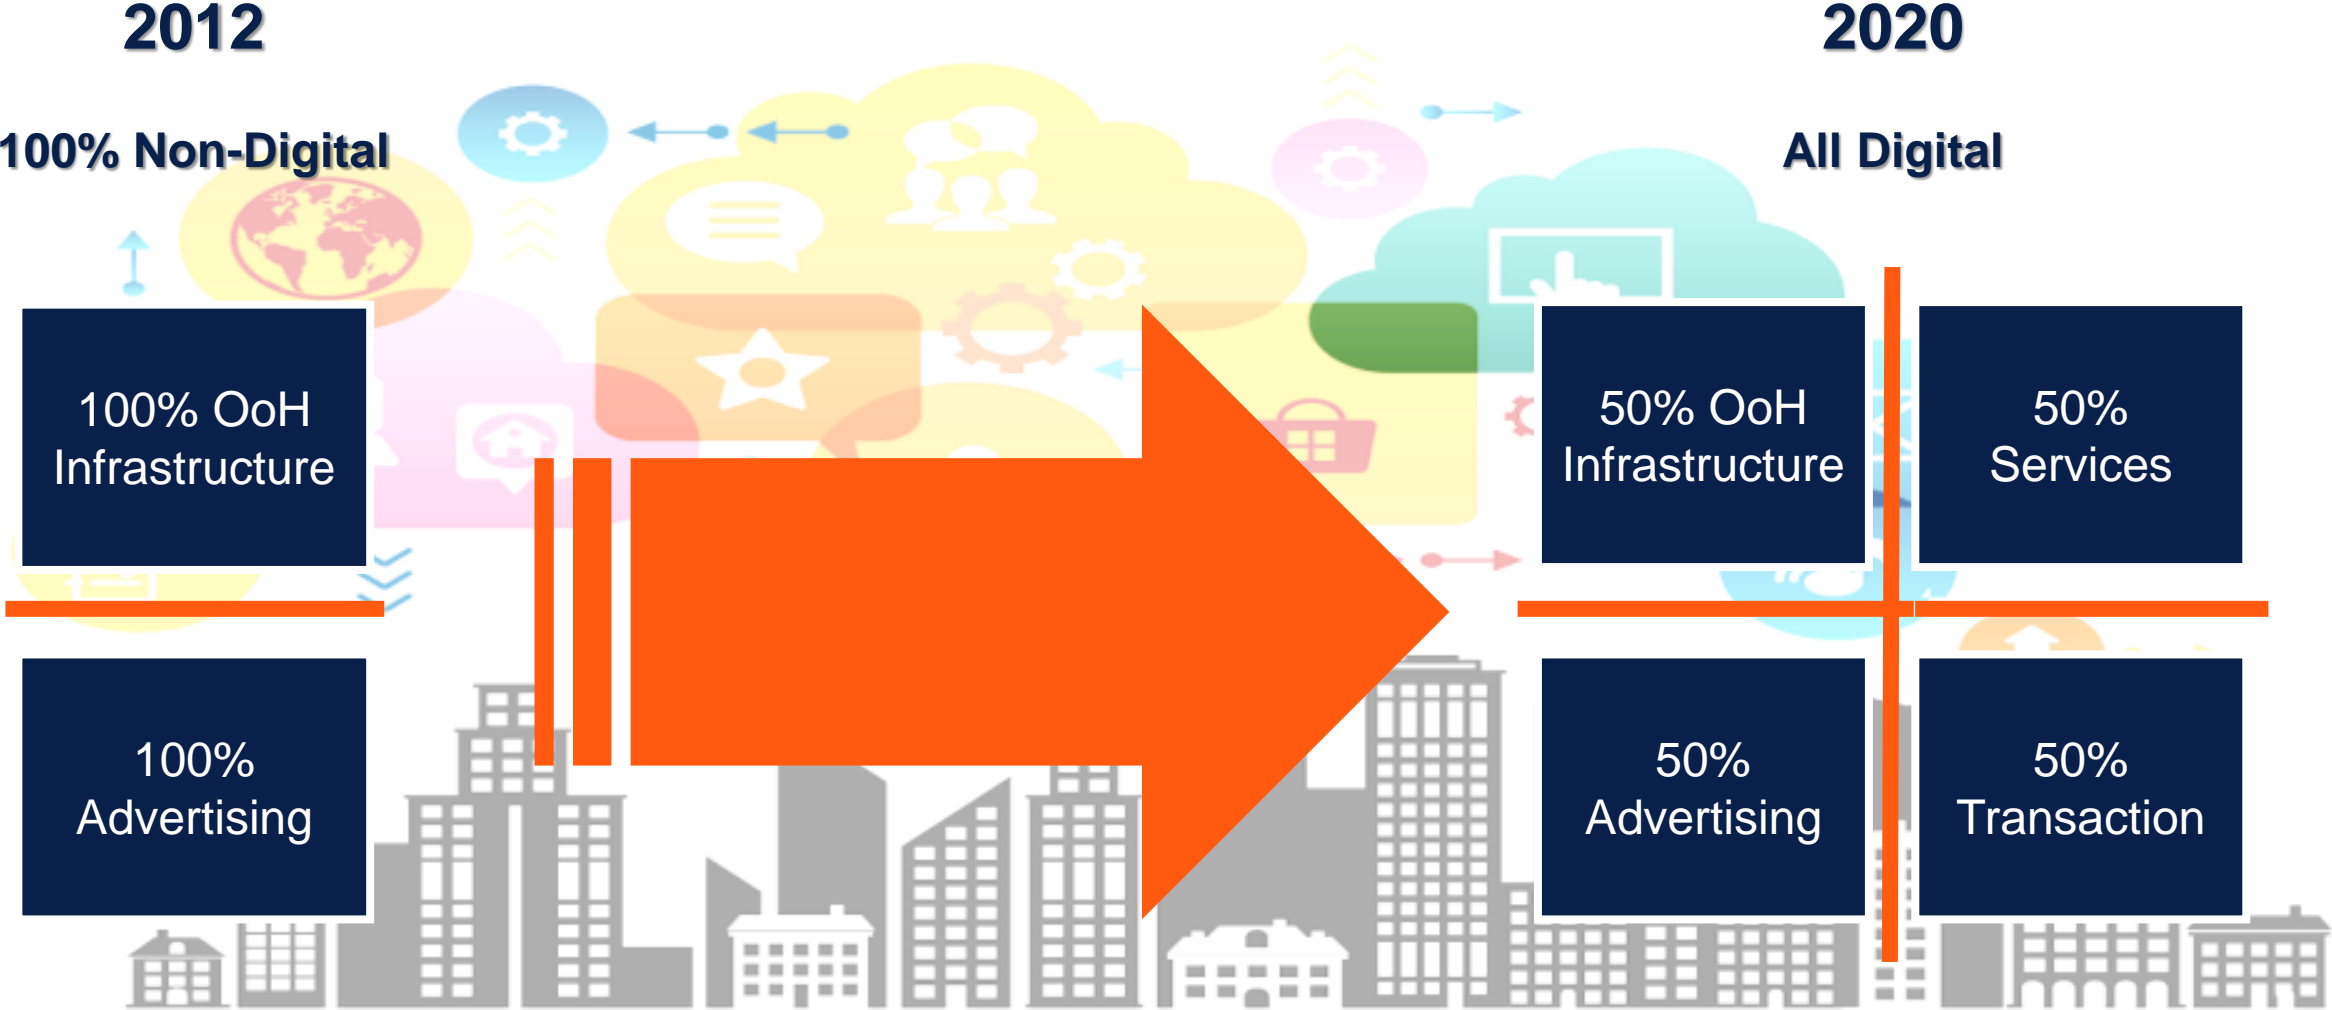 2012
100% Non-Digital
100% OoH
Infrastructure
100%
Advertising
2020
All Digital
50% OoH
Infrastructure
50%
Services
50%
Advertising
50%
Transaction